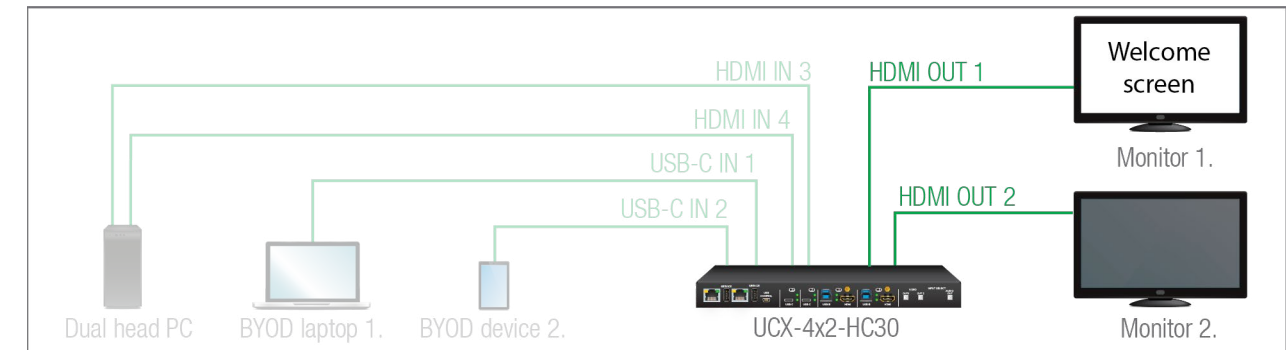 Welcome
screen
HDMI IN 3
HDMI OUT 1
HDMI IN 4
Monitor 1.
USB-C IN 1
HDMI OUT 2
USB-C IN 2
Dual head PC
BYOD laptop 1.
BYOD device 2.
UCX-4x2-HC30
Monitor 2.